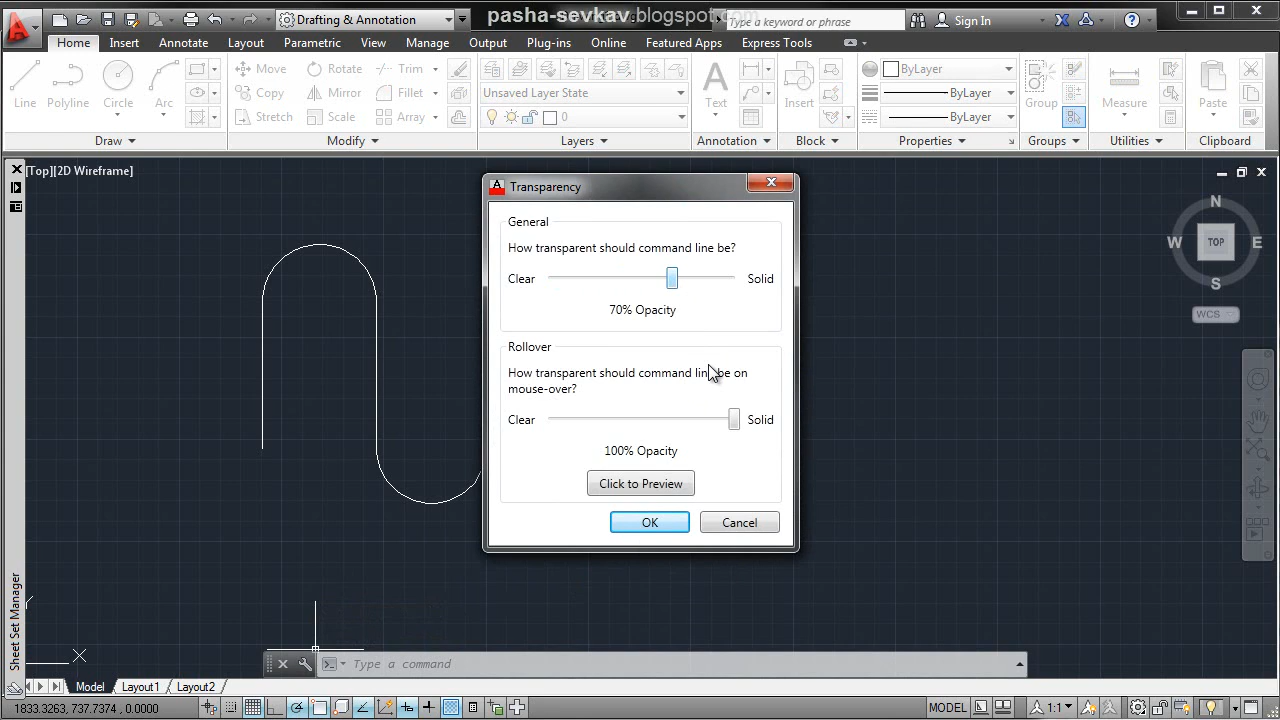 Drafting & Annotation
pasha-sevkav.blogspot.com
Type a keyword or phrase
Sign In
Home Insert Annotate Layout Parametric View Manage Output Plug-ins Online Featured Apps Express Tools
Line Polyline Circle Arc
Move Rotate Trim
Copy Mirror Fillet
Stretch Scale Array
Unsaved Layer State
0
Text
Insert
ByLayer
ByLayer
ByLayer
Group
Measure
Paste
Draw Modify Layers Annotation Block Properties Groups Utilities Clipboard
[Top][2D Wireframe]
Transparency
General
How transparent should command line be?
Clear Solid
70% Opacity
Rollover
How transparent should command line be on
mouse-over?
Clear Solid
100% Opacity
Click to Preview
OK Cancel
N
W TOP E
S
WCS
Sheet Set Manager
Type a command
Model Layout1 Layout2
1833.3263, 737.7374 , 0.0000
MODEL
1:1